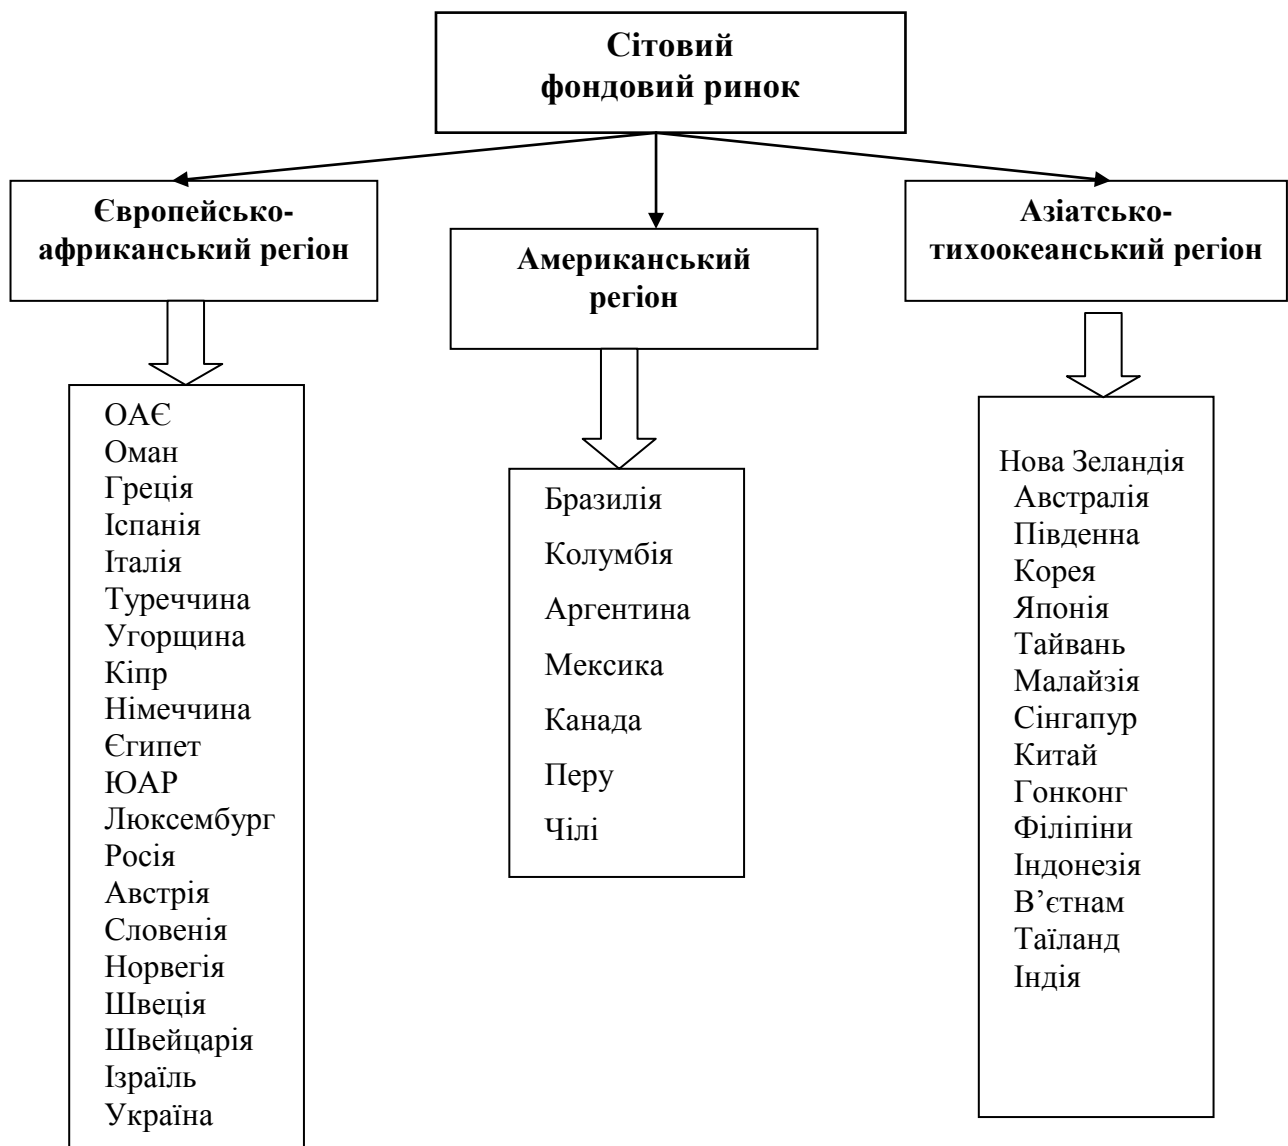 Сітовий
фондовий ринок
Європейсько-
африканський регіон
Американський
регіон
Азіатсько-
тихоокеанський регіон
ОАЄ
Оман
Греція
Іспанія
Італія
Туреччина
Угорщина
Кіпр
Німеччина
Єгипет
ЮАР
Люксембург
Росія
Австрія
Словенія
Норвегія
Швеція
Швейцарія
Ізраїль
Україна
Бразилія
Колумбія
Аргентина
Мексика
Канада
Перу
Чілі
Нова Зеландія
Австралія
Південна
Корея
Японія
Тайвань
Малайзія
Сінгапур
Китай
Гонконг
Філіпіни
Індонезія
В’єтнам
Таїланд
Індія